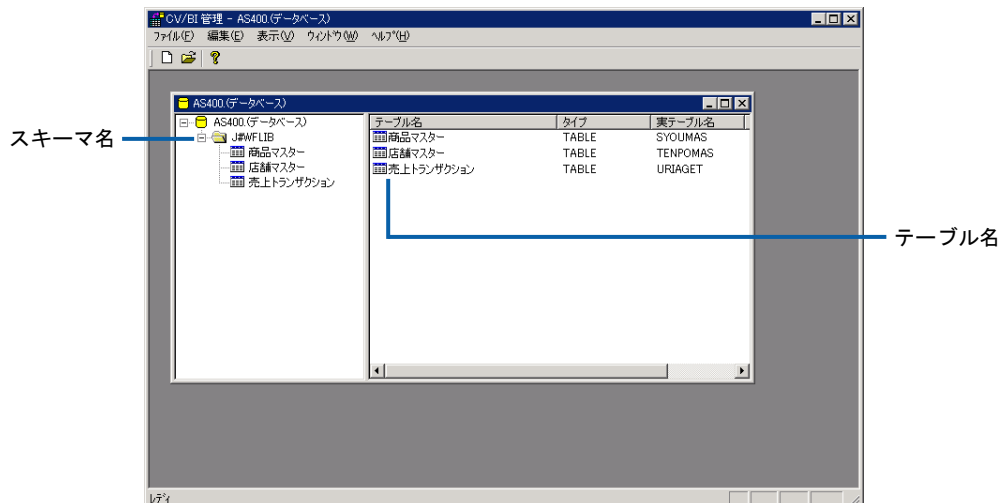 CV/BI 管理 - AS400.(データベース)
ファイル(F) 編集(E) 表示(V) ウィンドウ(W) ヘルプ(H)
AS400.(データベース)
AS400.(データベース)
J#WFLIB
商品マスター
店舗マスター
売上トランザクション
テーブル名 タイプ 実テーブル名
商品マスター TABLE SYOUMAS
店舗マスター TABLE TENPOMAS
売上トランザクション TABLE URIAGET
スキーマ名
テーブル名
レディ